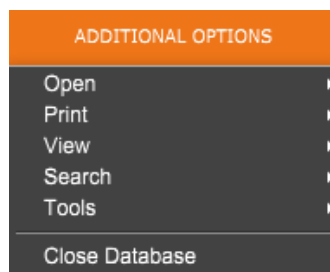 ADDITIONAL OPTIONS
Open
Print
View
Search
Tools
Close Database